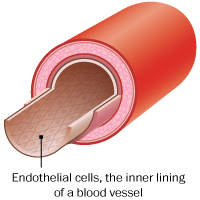 Endothelial cells, the inner lining
of a blood vessel